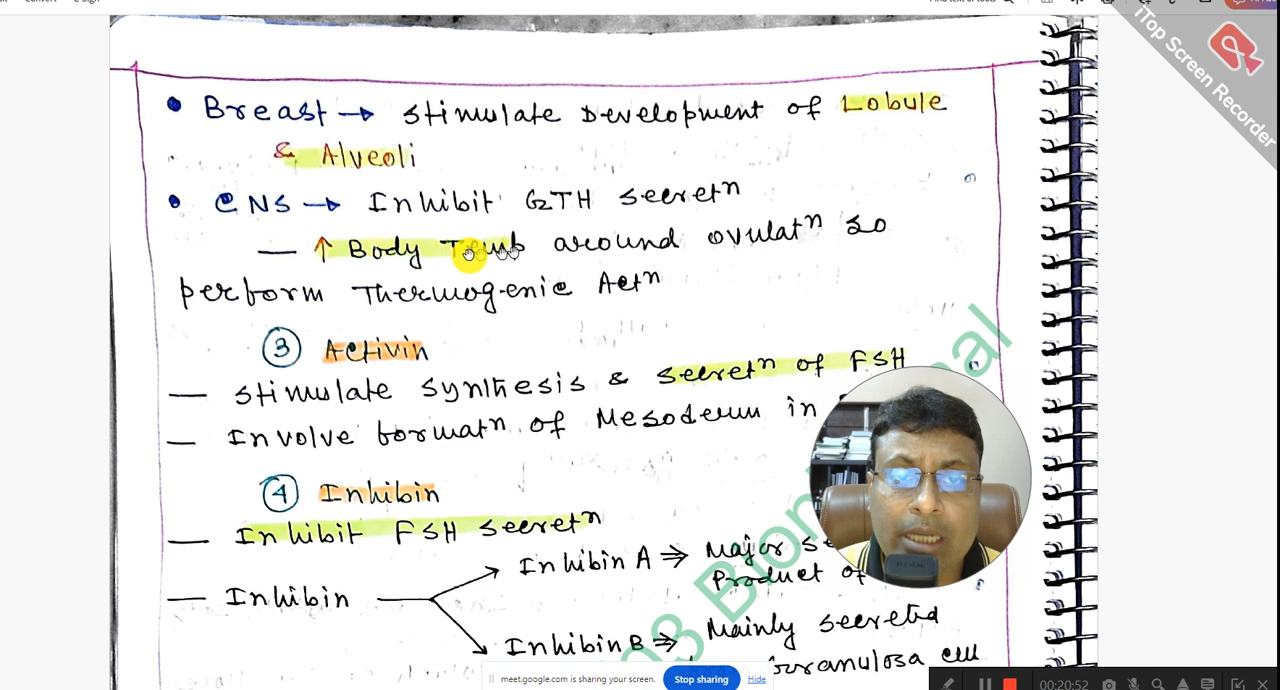 iTop Screen Recorder
• Breast → Stimulate Development of Lobule
& Alveoli
• CNS → Inhibit GTH secretn
— ↑ Body Temp around ovulatn so
perform Thermogenic Actn
③ Activin
— Stimulate synthesis & secretn of FSH
— Involve formatn of Mesoderm in
④ Inhibin
— Inhibit FSH secretn
— Inhibin
Inhibin A ⇒ Major
Product of
Inhibin B ⇒ Mainly secreted
Granulosa cell
meet.google.com is sharing your screen.
Stop sharing
Hide
00:20:52